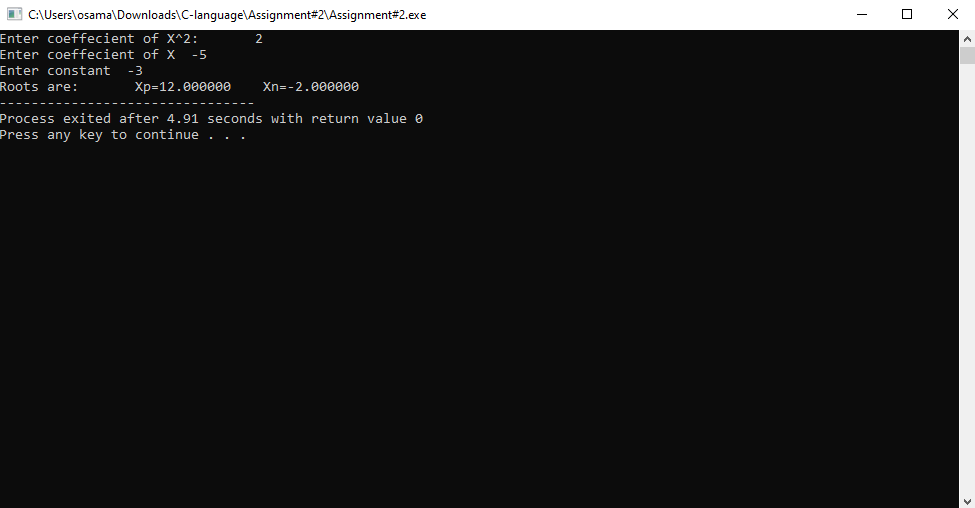 C:\Users\osama\Downloads\C-language\Assignment#2\Assignment#2.exe
Enter coeffecient of X^2:       2
Enter coeffecient of X  -5
Enter constant  -3
Roots are:       Xp=12.000000    Xn=-2.000000
--------------------------------
Process exited after 4.91 seconds with return value 0
Press any key to continue . . .